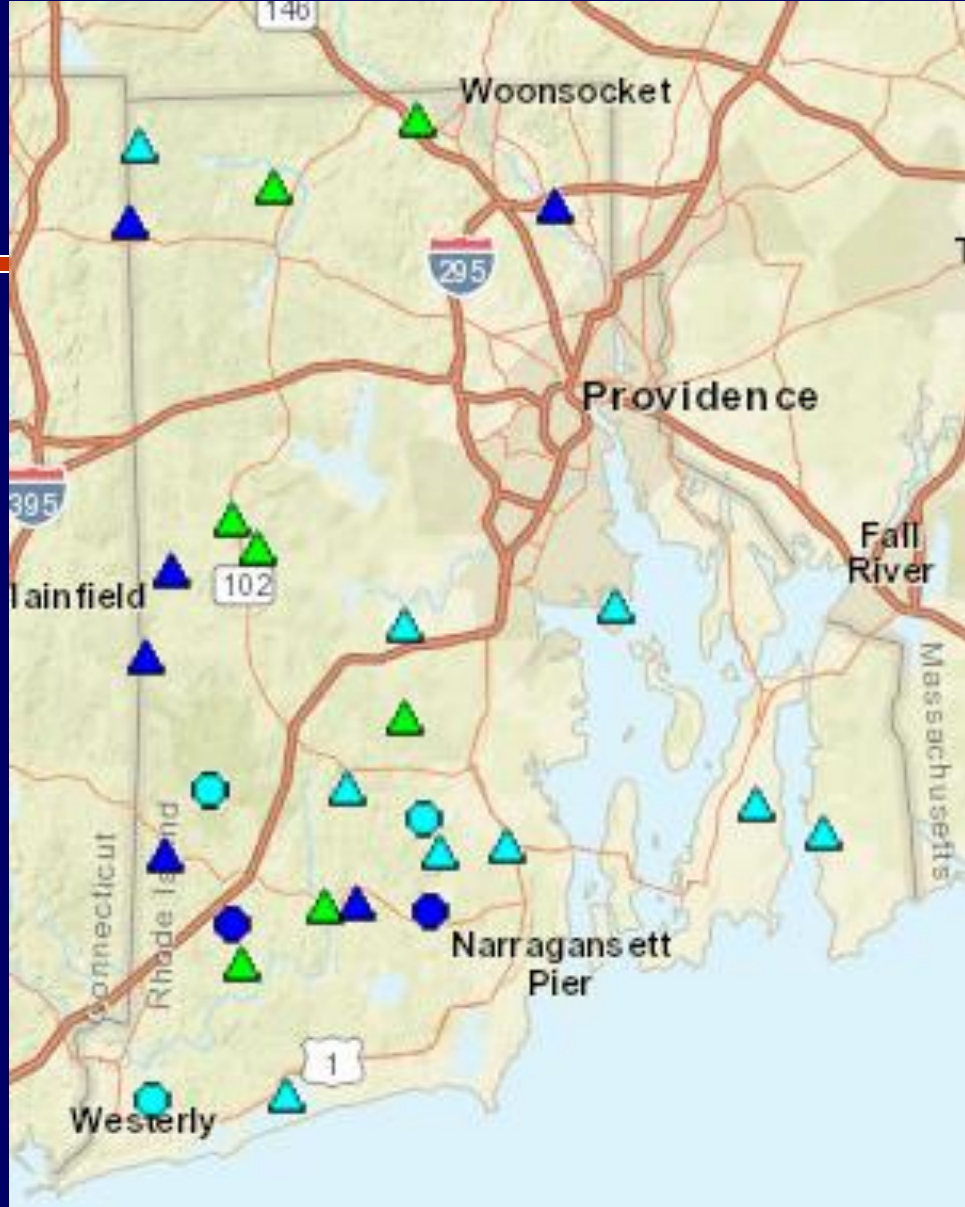 146
Woonsocket
295
Providence
395
Fall
River
102
lainfield
Massachusetts
Connecticut
Rhode Island
Narragansett
Pier
1
Westerly